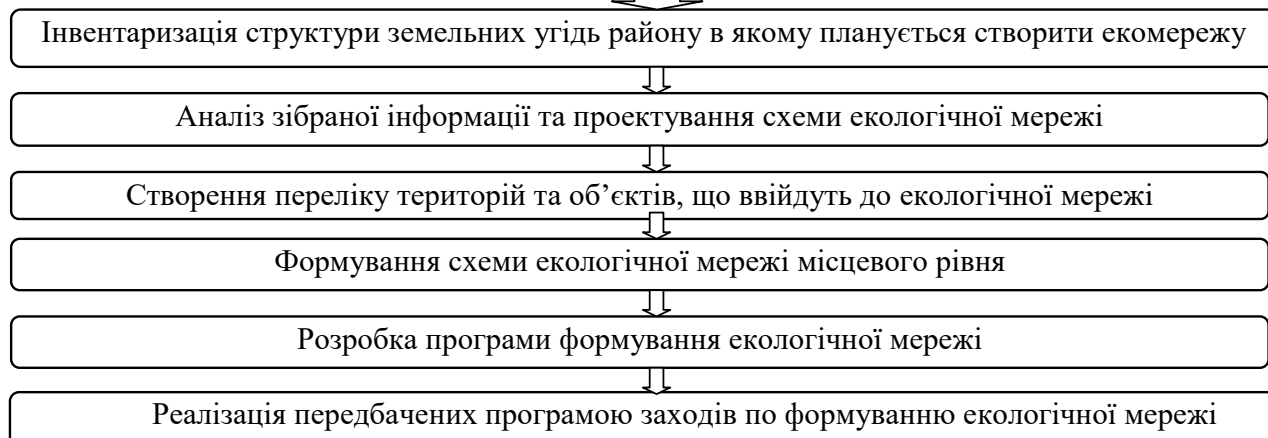 Інвентаризація структури земельних угідь району в якому планується створити екомережу
Аналіз зібраної інформації та проектування схеми екологічної мережі
Створення переліку територій та об’єктів, що ввійдуть до екологічної мережі
Формування схеми екологічної мережі місцевого рівня
Розробка програми формування екологічної мережі
Реалізація передбачених програмою заходів по формуванню екологічної мережі